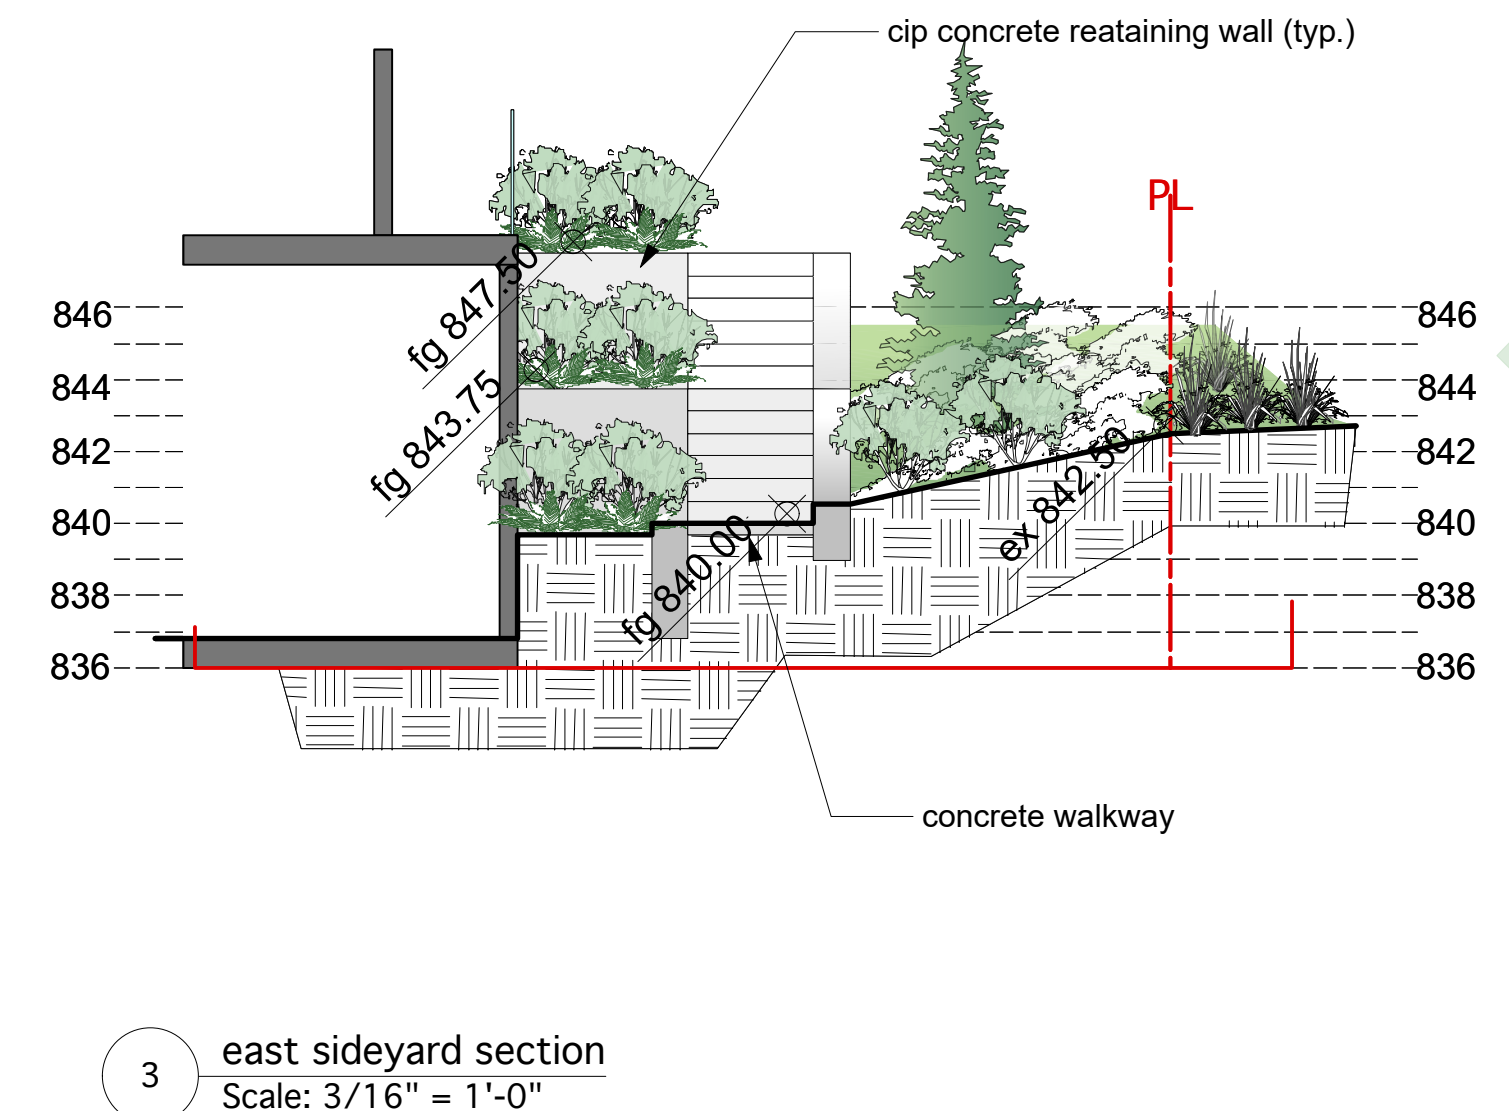 cip concrete reataining wall (typ.)
PL
fg 847.50
fg 843.75
846
844
842
840
838
836
846
844
842
840
838
836
fg 840.00
ex 842.50
concrete walkway
3
east sideyard section
Scale: 3/16" = 1'-0"